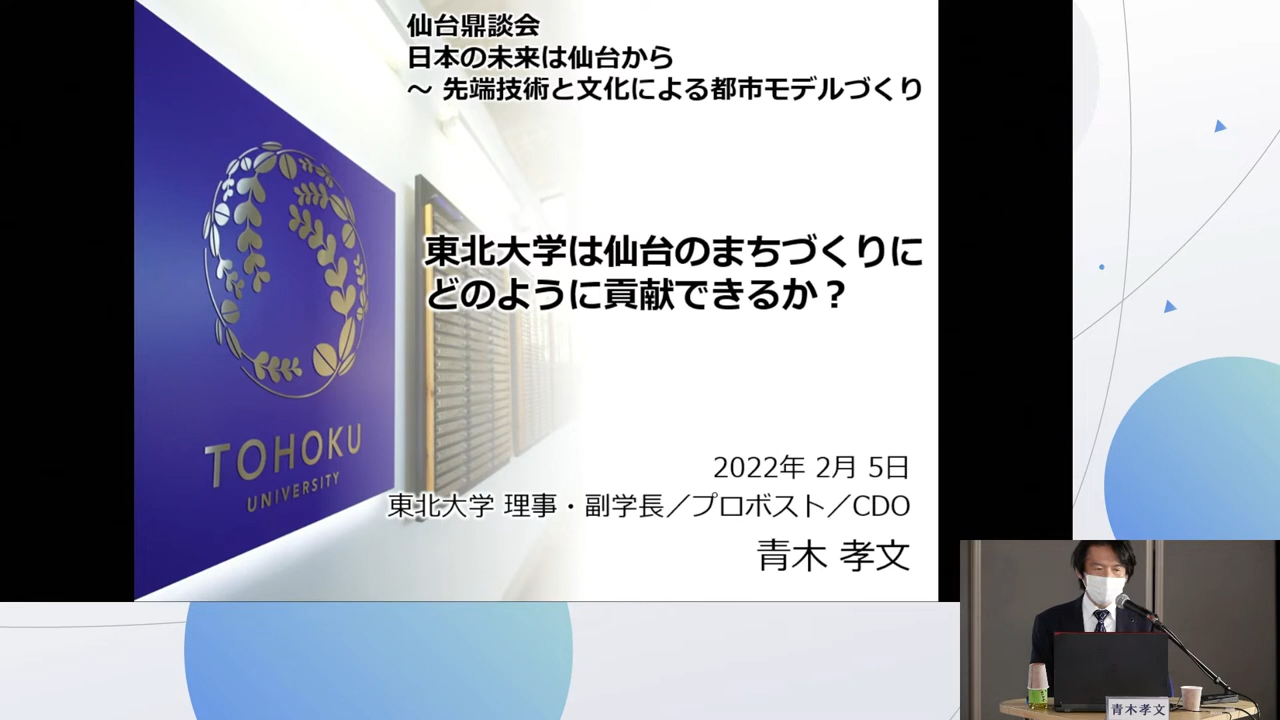 仙台鼎談会
日本の未来は仙台から
～ 先端技術と文化による都市モデルづくり
東北大学は仙台のまちづくりに
どのように貢献できるか？
TOHOKU
UNIVERSITY
2022年 2月 5日
東北大学 理事・副学長／プロボスト／CDO
青木 孝文
青木孝文